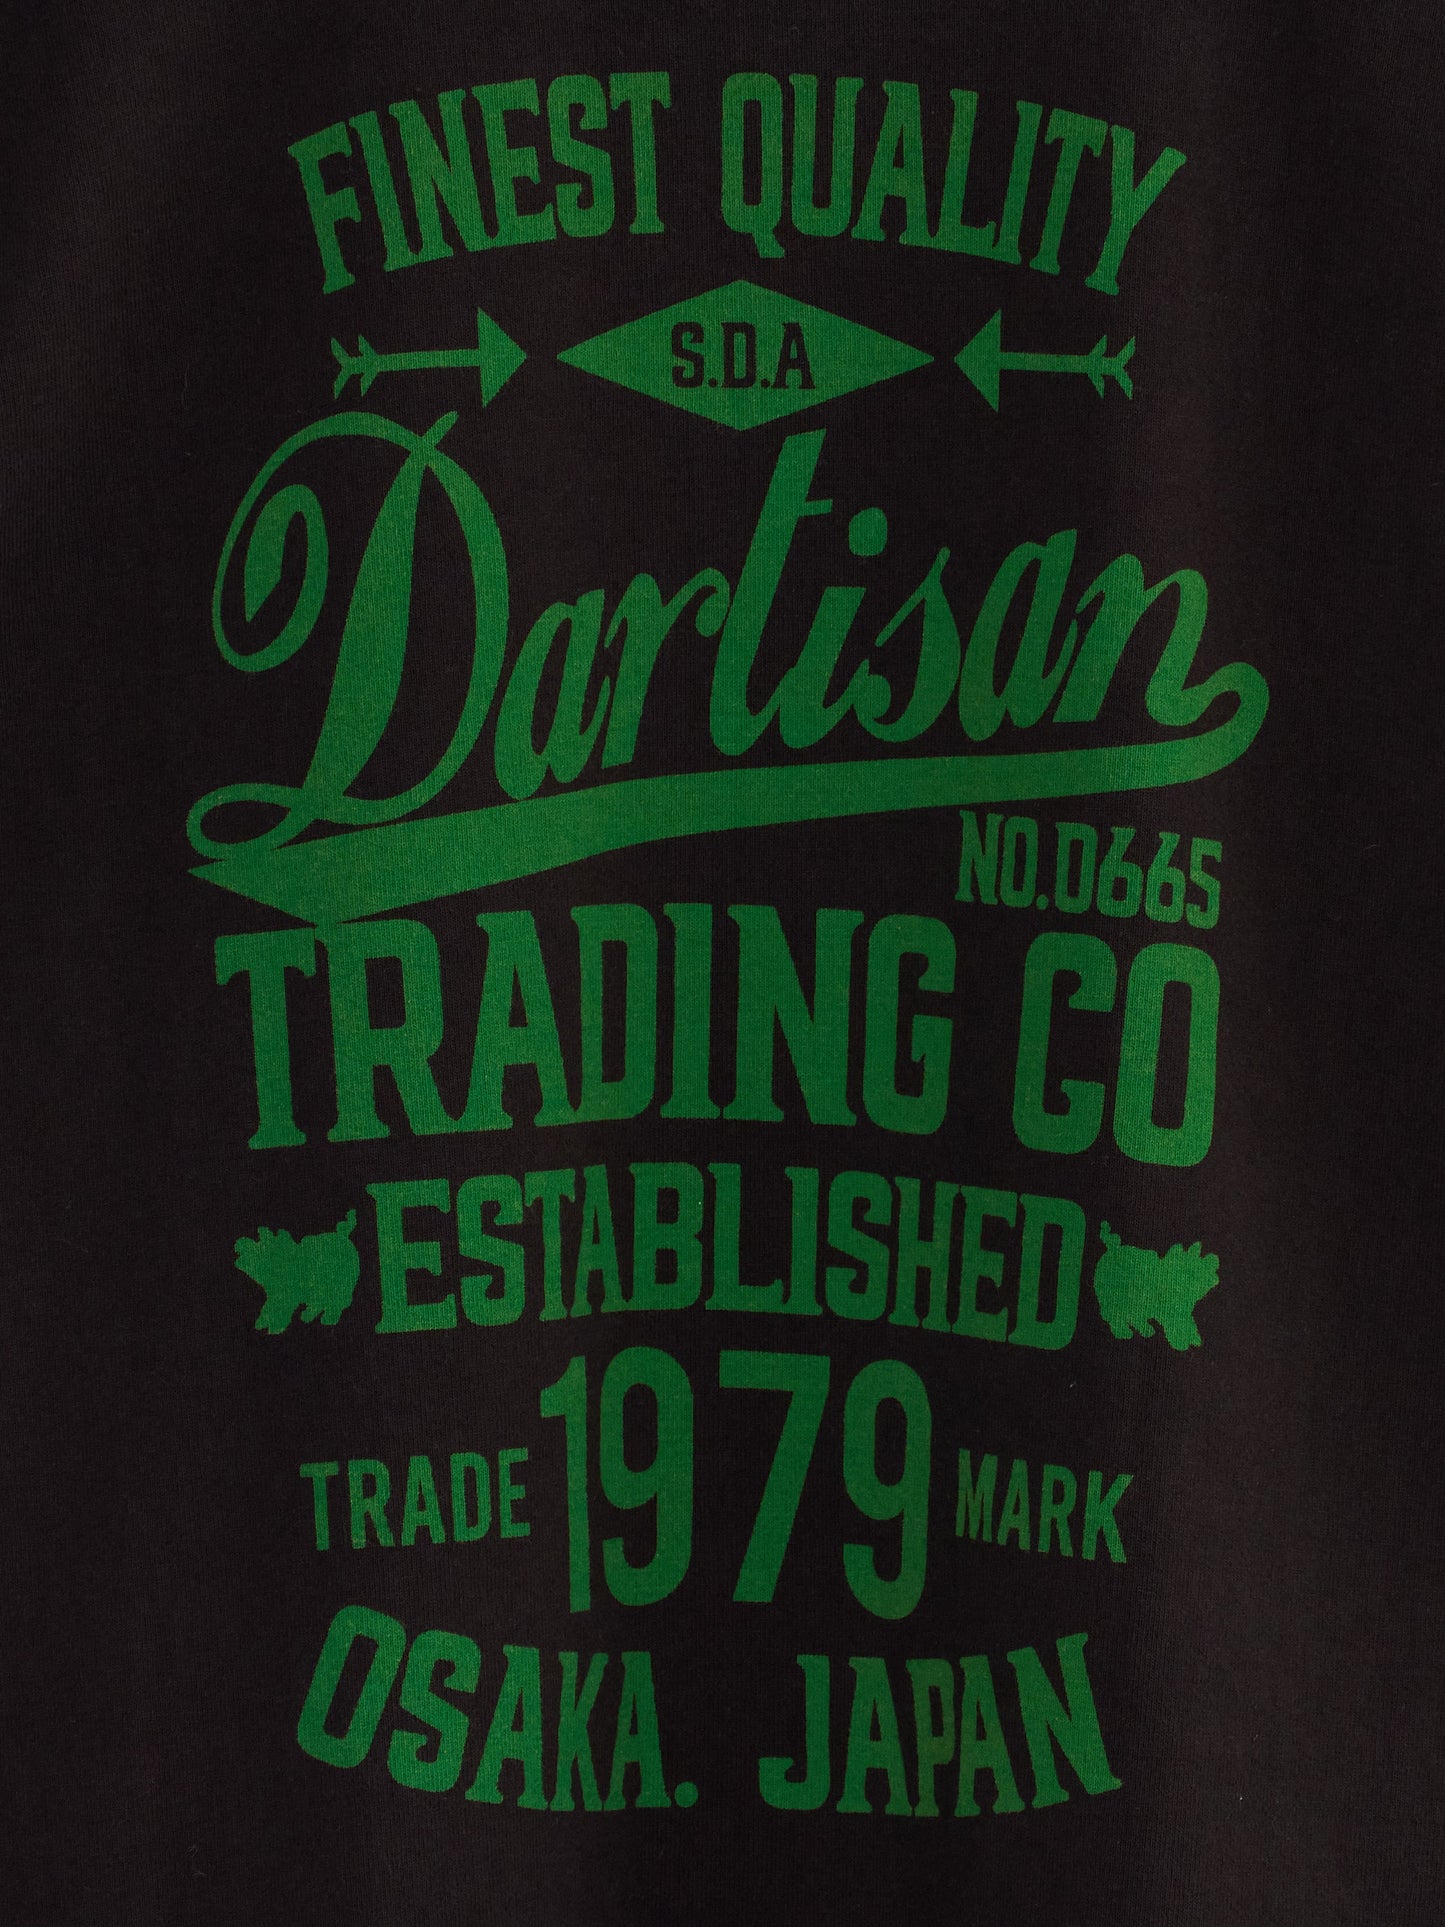 FINEST QUALITY
S.D.A
Dartisan
NO.D665
TRADING CO
ESTABLISHED
TRADE 1979 MARK
OSAKA. JAPAN